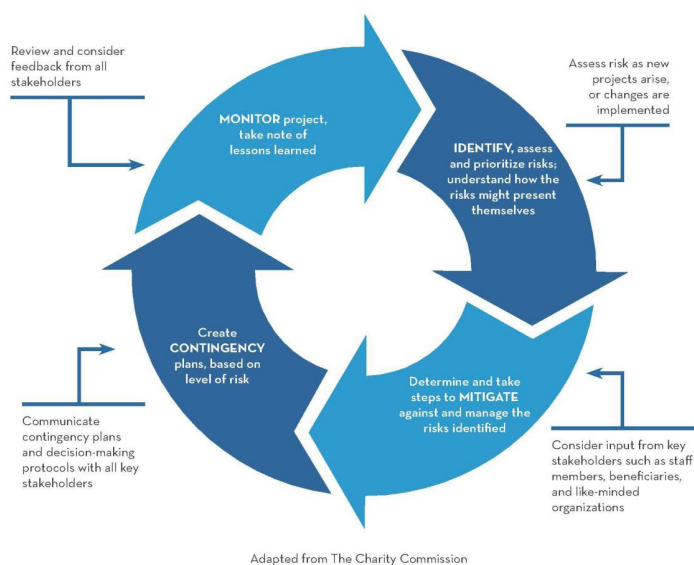 Review and consider
feedback from all
stakeholders
MONITOR project,
take note of
lessons learned
Assess risk as new
projects arise,
or changes are
implemented
IDENTIFY, assess
and prioritize risks;
understand how the
risks might present
themselves
Determine and take
steps to MITIGATE
against and manage the
risks identified
Consider input from key
stakeholders such as staff
members, beneficiaries,
and like-minded
organizations
Create
CONTINGENCY
plans, based on
level of risk
Communicate
contingency plans
and decision-making
protocols with all key
stakeholders
Adapted from The Charity Commission